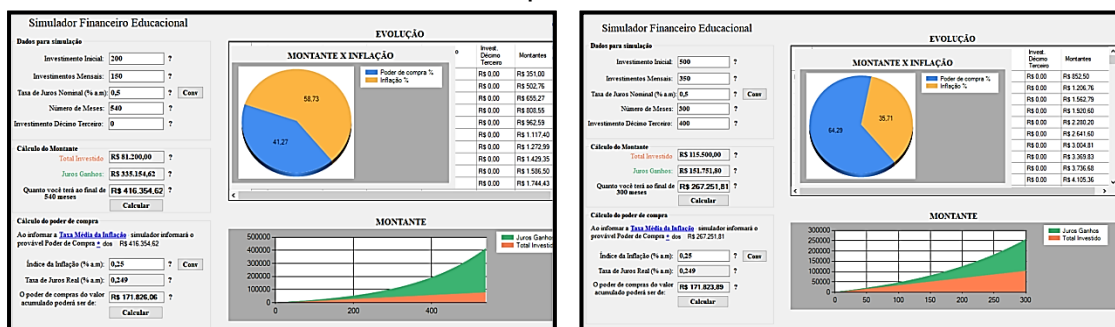 Simulador Financeiro Educacional
Dados para simulação
Investimento Inicial: 200 ?
Investimentos Mensais: 150 ?
Taxa de Juros Nominal (% a.m): 0,5 ? Conv
Número de Meses: 540 ?
Investimento Décimo Terceiro: 0 ?
Cálculo do Montante
Total Investido R$ 81.200,00 ?
Juros Ganhos: R$ 335.154,62 ?
Quanto você terá ao final de R$ 416.354,62 ?
540 meses
Calcular
Cálculo do poder de compra
Ao informar a Taxa Média da Inflação simulador informará o
provável Poder de Compra * dos R$ 416.354,62
Índice da Inflação (% a.m): 0,25 ? Conv
Taxa de Juros Real (% a.m): 0,249 ?
O poder de compras do valor R$ 171.826,06 ?
acumulado poderá ser de:
Calcular
EVOLUÇÃO
MONTANTE X INFLAÇÃO
Poder de compra %
Inflação %
58,73
41,27
o
Invest.
Décimo
Terceiro
Montantes
R$ 0,00 R$ 351,00
R$ 0,00 R$ 502,76
R$ 0,00 R$ 655,27
R$ 0,00 R$ 808,55
R$ 0,00 R$ 962,59
R$ 0,00 R$ 1.117,40
R$ 0,00 R$ 1.272,99
R$ 0,00 R$ 1.429,35
R$ 0,00 R$ 1.586,50
R$ 0,00 R$ 1.744,43
MONTANTE
Juros Ganhos
Total Investido
500000
400000
300000
200000
100000
0
0 200 400
Simulador Financeiro Educacional
Dados para simulação
Investimento Inicial: 500 ?
Investimentos Mensais: 350 ?
Taxa de Juros Nominal (% a.m): 0,5 ? Conv
Número de Meses: 300 ?
Investimento Décimo Terceiro: 400 ?
Cálculo do Montante
Total Investido R$ 115.500,00 ?
Juros Ganhos: R$ 151.751,80 ?
Quanto você terá ao final de R$ 267.251,81 ?
300 meses
Calcular
Cálculo do poder de compra
Ao informar a Taxa Média da Inflação simulador informará o
provável Poder de Compra * dos R$ 267.251,81
Índice da Inflação (% a.m): 0,25 ? Conv
Taxa de Juros Real (% a.m): 0,249 ?
O poder de compras do valor R$ 171.823,89 ?
acumulado poderá ser de:
Calcular
EVOLUÇÃO
MONTANTE X INFLAÇÃO
Poder de compra %
Inflação %
35,71
64,29
Invest.
Décimo
Terceiro
Montantes
R$ 0,00 R$ 852,50
R$ 0,00 R$ 1.206,76
R$ 0,00 R$ 1.562,79
R$ 0,00 R$ 1.920,60
R$ 0,00 R$ 2.280,20
R$ 0,00 R$ 2.641,60
R$ 0,00 R$ 3.004,81
R$ 0,00 R$ 3.369,83
R$ 0,00 R$ 3.736,68
R$ 0,00 R$ 4.105,36
MONTANTE
Juros Ganhos
Total Investido
300000
250000
200000
150000
100000
50000
0
0 50 100 150 200 250 300